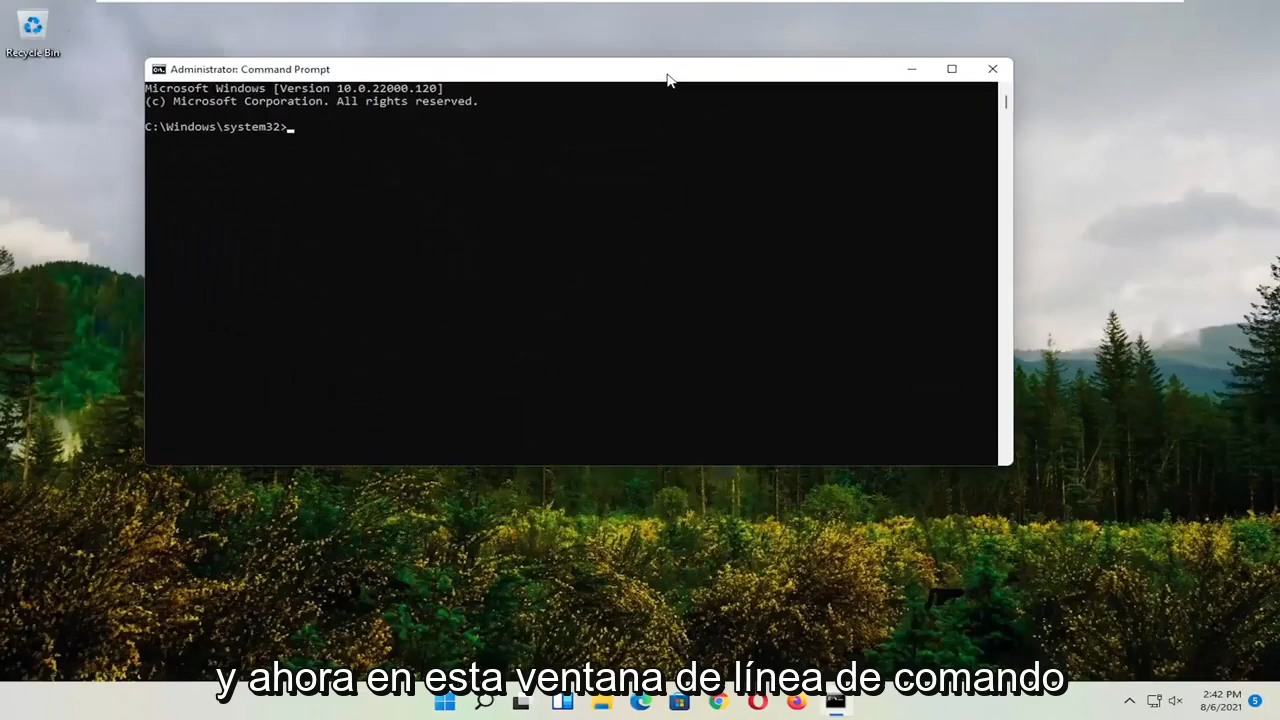 Recycle Bin
Administrator: Command Prompt
Microsoft Windows [Version 10.0.22000.120]
(c) Microsoft Corporation. All rights reserved.
C:\Windows\system32>
y ahora en esta ventana de línea de comando
2:42 PM
8/6/2021
5